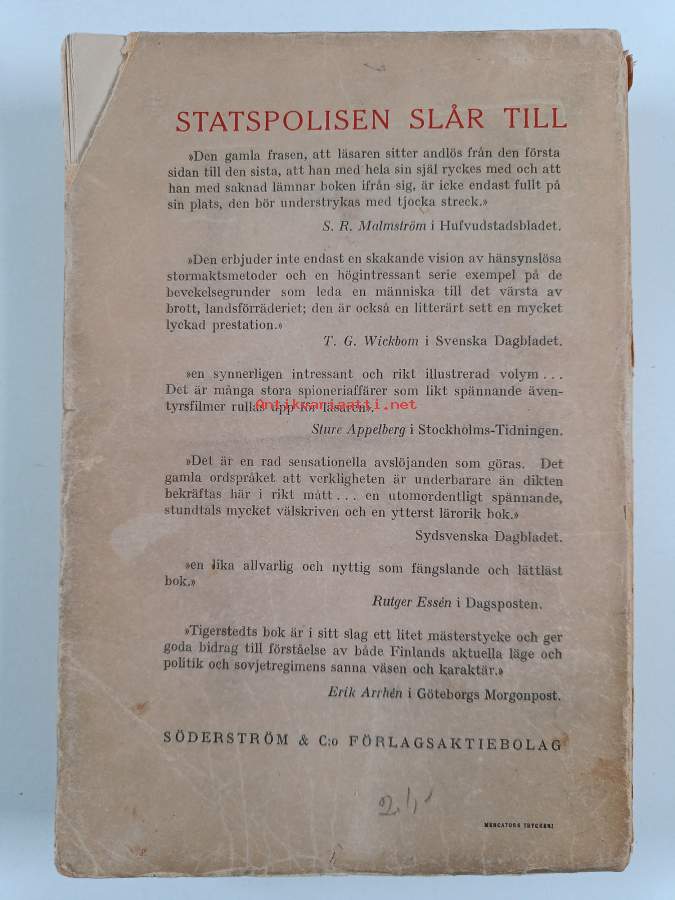 STATSPOLISEN SLÅR TILL
»Den gamla frasen, att läsaren sitter andlös från den första
sidan till den sista, att han med hela sin själ ryckes med och att
han med saknad lämnar boken ifrån sig, är icke endast fullt på
sin plats, den bör understrykas med tjocka streck.»
S. R. Malmström i Hufvudstadsbladet.
»Den erbjuder inte endast en skakande vision av hänsynslösa
stormaktsmetoder och en högintressant serie exempel på de
bevekelsegrunder som leda en människa till det värsta av
brott, landsförräderiet; den är också en litterärt sett en mycket
lyckad prestation.»
T. G. Wickbom i Svenska Dagbladet.
»en synnerligen intressant och rikt illustrerad volym . . .
Det är många stora spioneriaffärer som likt spännande även-
tyrsfilmer rullas upp för läsaren».
Antikvariaatti.net
Sture Appelberg i Stockholms-Tidningen.
»Det är en rad sensationella avslöjanden som göras. Det
gamla ordspråket att verkligheten är underbarare än dikten
bekräftas här i rikt mått . . . en utomordentligt spännande,
stundtals mycket välskriven och en ytterst lärorik bok.»
Sydsvenska Dagbladet.
»en lika allvarlig och nyttig som fängslande och lättläst
bok.»
Rutger Essén i Dagsposten.
»Tigerstedts bok är i sitt slag ett litet mästerstycke och ger
goda bidrag till förståelse av både Finlands aktuella läge och
politik och sovjetregimens sanna väsen och karaktär.»
Erik Arrhén i Göteborgs Morgonpost.
SÖDERSTRÖM & C:o FÖRLAGSAKTIEBOLAG
MERCATORS TRYCKERI